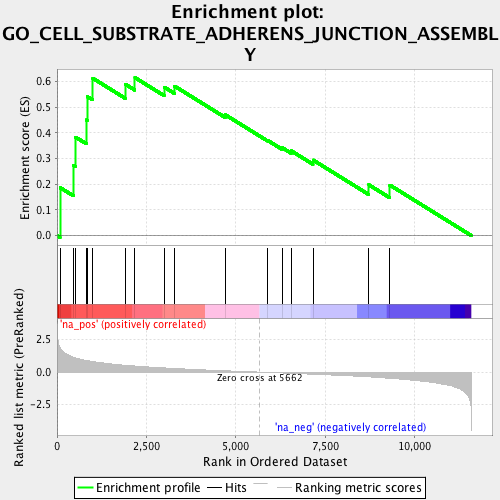 Enrichment plot:
GO_CELL_SUBSTRATE_ADHERENS_JUNCTION_ASSEMBL
Y
Enrichment score (ES)
0.6
0.5
0.4
0.3
0.2
0.1
0.0
'na_pos' (positively correlated)
Ranked list metric (PreRanked)
2.5
0.0
-2.5
Zero cross at 5662
'na_neg' (negatively correlated)
0
2,500
5,000
7,500
10,000
Rank in Ordered Dataset
Enrichment profile
Hits
Ranking metric scores